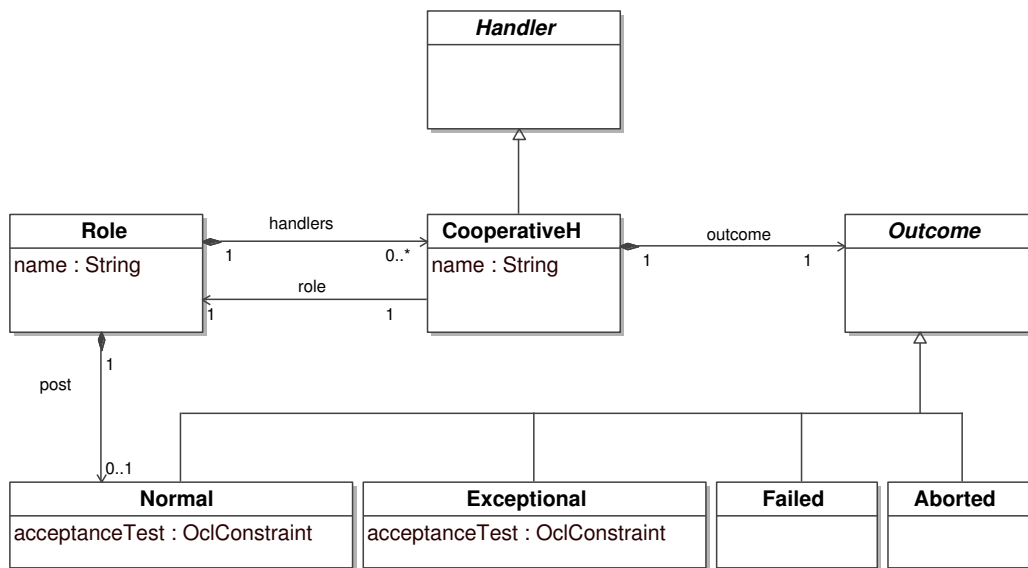 Handler
Role
name : String
handlers
1
0..*
CooperativeH
name : String
outcome
1
1
Outcome
role
1
1
post
1
0..1
Normal
acceptanceTest : OclConstraint
Exceptional
acceptanceTest : OclConstraint
Failed
Aborted